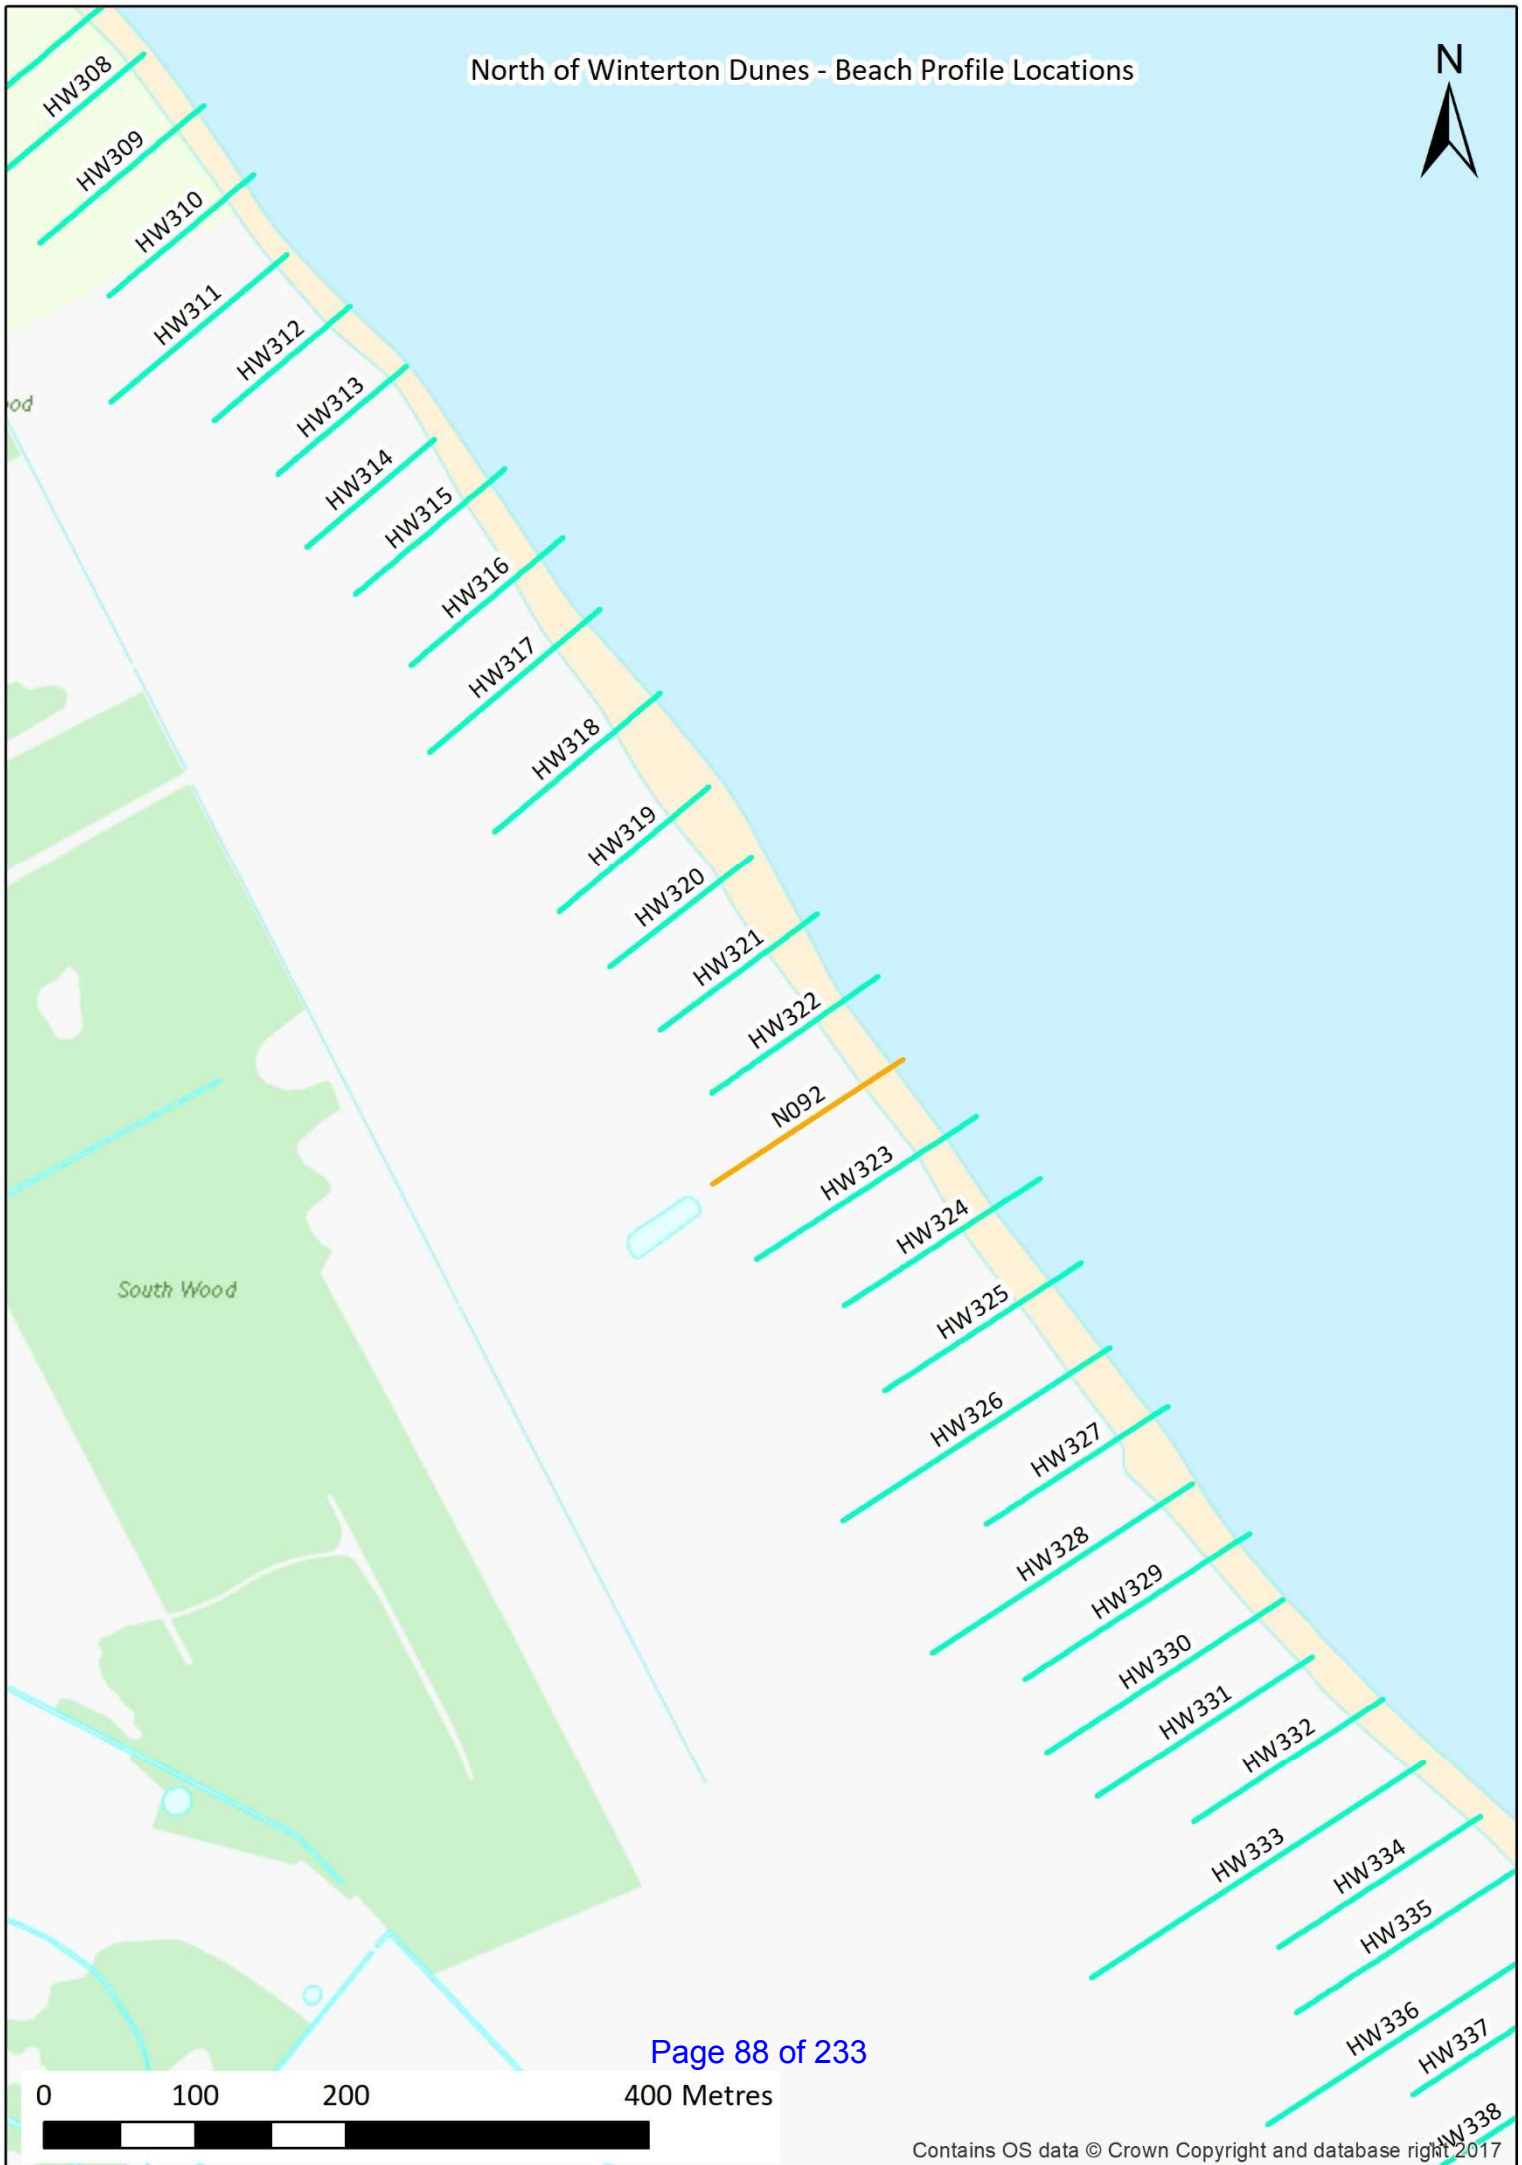 North of Winterton Dunes - Beach Profile Locations
N
HW308
HW309
HW310
HW311
HW312
HW313
HW314
HW315
HW316
HW317
HW318
HW319
HW320
HW321
HW322
N092
HW323
HW324
HW325
HW326
HW327
HW328
HW329
HW330
HW331
HW332
HW333
HW334
HW335
HW336
HW337
HW338
od
South Wood
Page 88 of 233
0 100 200 400 Metres
Contains OS data © Crown Copyright and database right 2017